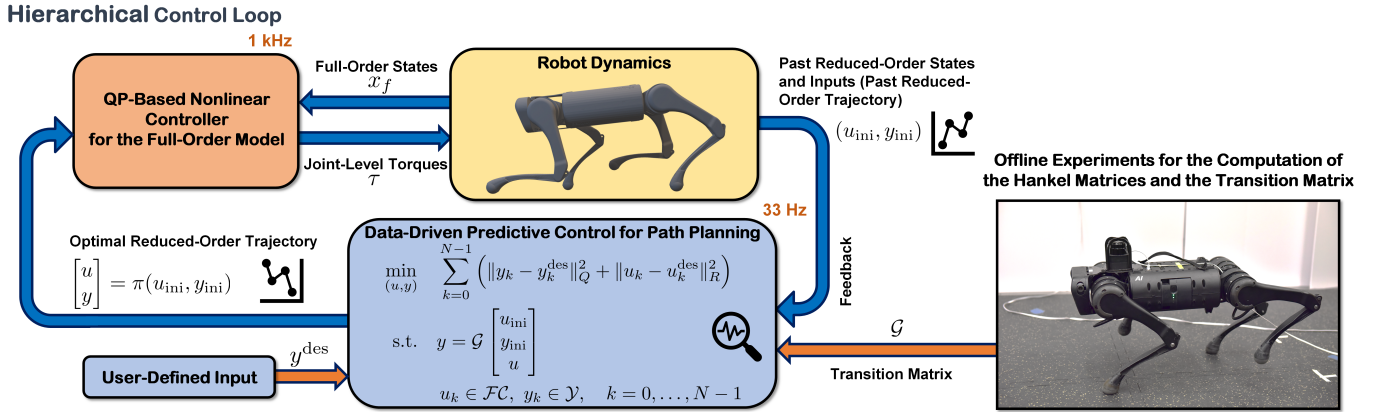 Hierarchical Control Loop
1 kHz
QP-Based Nonlinear
Controller
for the Full-Order Model
Full-Order States
x_f
Joint-Level Torques
τ
Robot Dynamics
Past Reduced-Order States
and Inputs (Past Reduced-
Order Trajectory)
(u_ini, y_ini)
33 Hz
Feedback
Optimal Reduced-Order Trajectory
[u y] = π(u_ini, y_ini)
Data-Driven Predictive Control for Path Planning
min_(u,y) ∑_{k=0}^{N−1} (‖y_k − y_k^des‖²_Q + ‖u_k − u_k^des‖²_R)
s.t. y = 𝒢 [u_ini y_ini u]
u_k ∈ ℱ𝒞, y_k ∈ 𝒴, k = 0, . . . , N − 1
User-Defined Input
y^des
Offline Experiments for the Computation of
the Hankel Matrices and the Transition Matrix
𝒢
Transition Matrix
A1